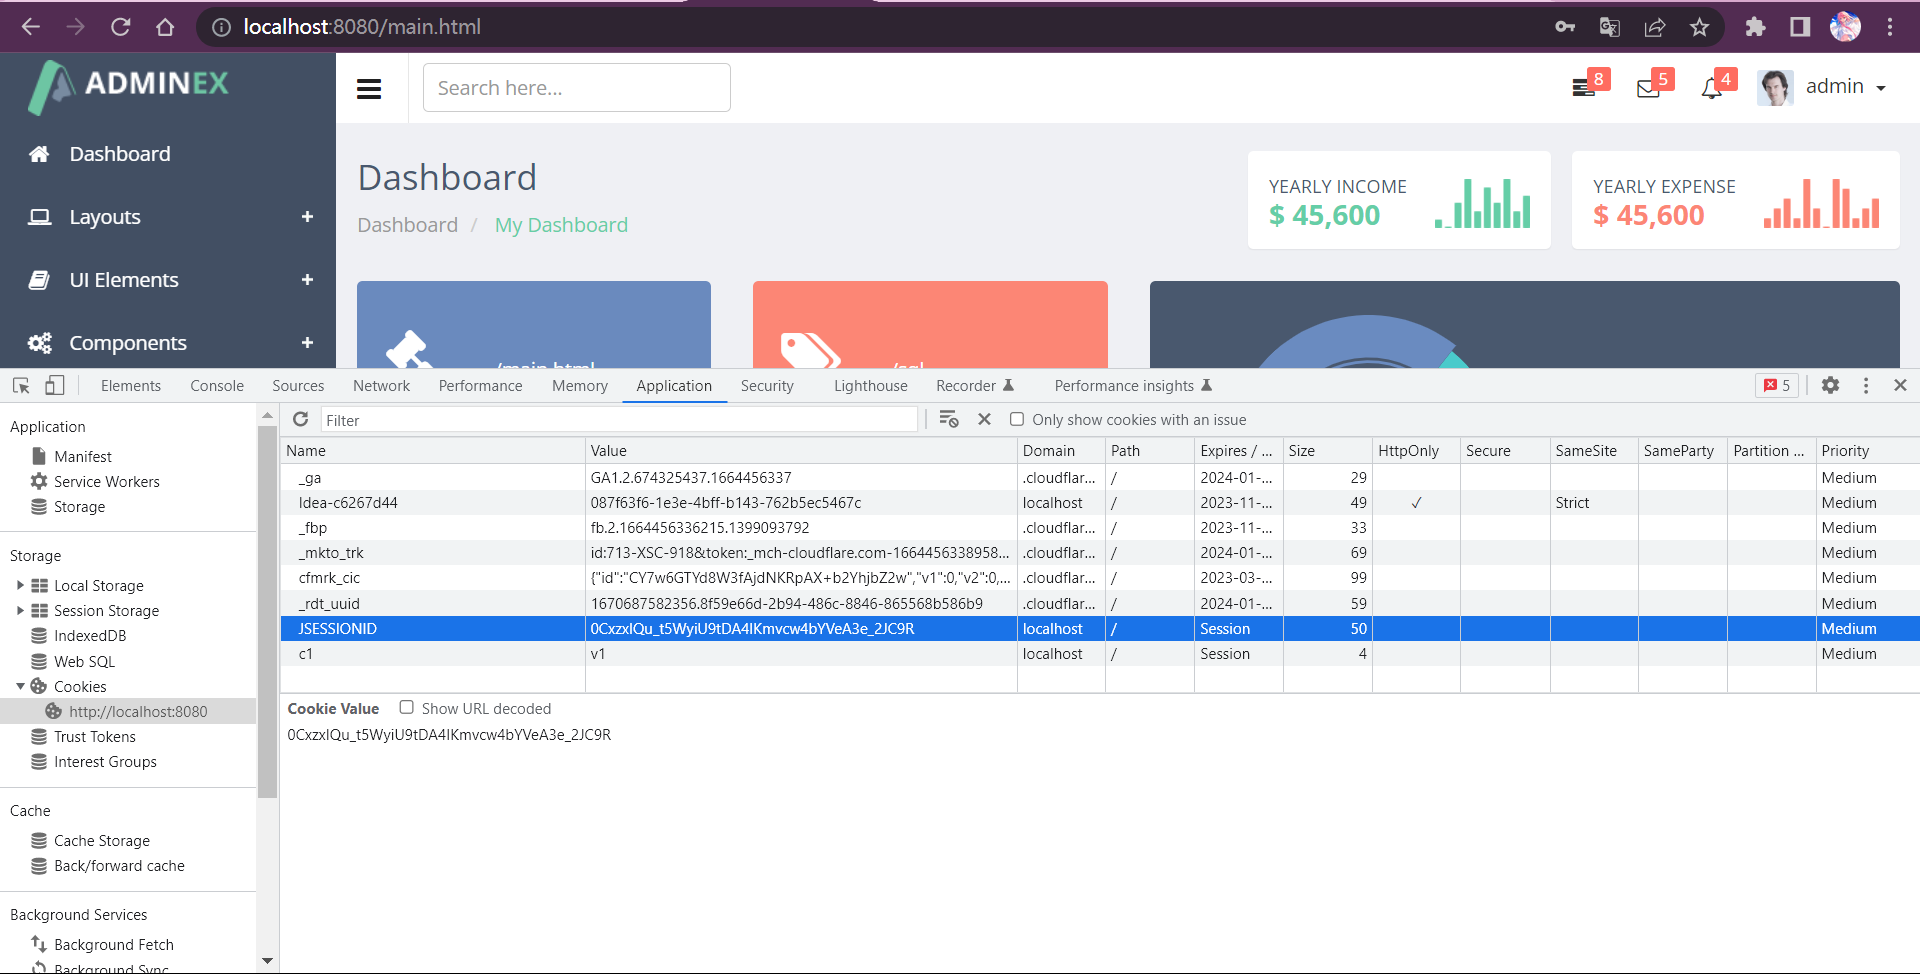 localhost:8080/main.html
ADMINEX
Search here...
8
5
4
admin
Dashboard
Layouts +
UI Elements +
Components +
Dashboard
Dashboard / My Dashboard
YEARLY INCOME
$ 45,600
YEARLY EXPENSE
$ 45,600
/main.html
/sql
Elements Console Sources Network Performance Memory Application Security Lighthouse Recorder Performance insights 5
Application
Manifest
Service Workers
Storage
Storage
Local Storage
Session Storage
IndexedDB
Web SQL
Cookies
http://localhost:8080
Trust Tokens
Interest Groups
Cache
Cache Storage
Back/forward cache
Background Services
Background Fetch
Background Sync
Filter
Only show cookies with an issue
Name Value Domain Path Expires / ... Size HttpOnly Secure SameSite SameParty Partition ... Priority
_ga GA1.2.674325437.1664456337 .cloudflar... / 2024-01-... 29 Medium
Idea-c6267d44 087f63f6-1e3e-4bff-b143-762b5ec5467c localhost / 2023-11-... 49 ✓ Strict Medium
_fbp fb.2.1664456336215.1399093792 .cloudflar... / 2023-11-... 33 Medium
_mkto_trk id:713-XSC-918&token:_mch-cloudflare.com-1664456338958... .cloudflar... / 2024-01-... 69 Medium
cfmrk_cic {"id":"CY7w6GTYd8W3fAjdNKRpAX+b2YhjbZ2w","v1":0,"v2":0,... .cloudflar... / 2023-03-... 99 Medium
_rdt_uuid 1670687582356.8f59e66d-2b94-486c-8846-865568b586b9 .cloudflar... / 2024-01-... 59 Medium
JSESSIONID 0CxzxIQu_t5WyiU9tDA4IKmvcw4bYVeA3e_2JC9R localhost / Session 50 Medium
c1 v1 localhost / Session 4 Medium
Cookie Value Show URL decoded
0CxzxIQu_t5WyiU9tDA4IKmvcw4bYVeA3e_2JC9R